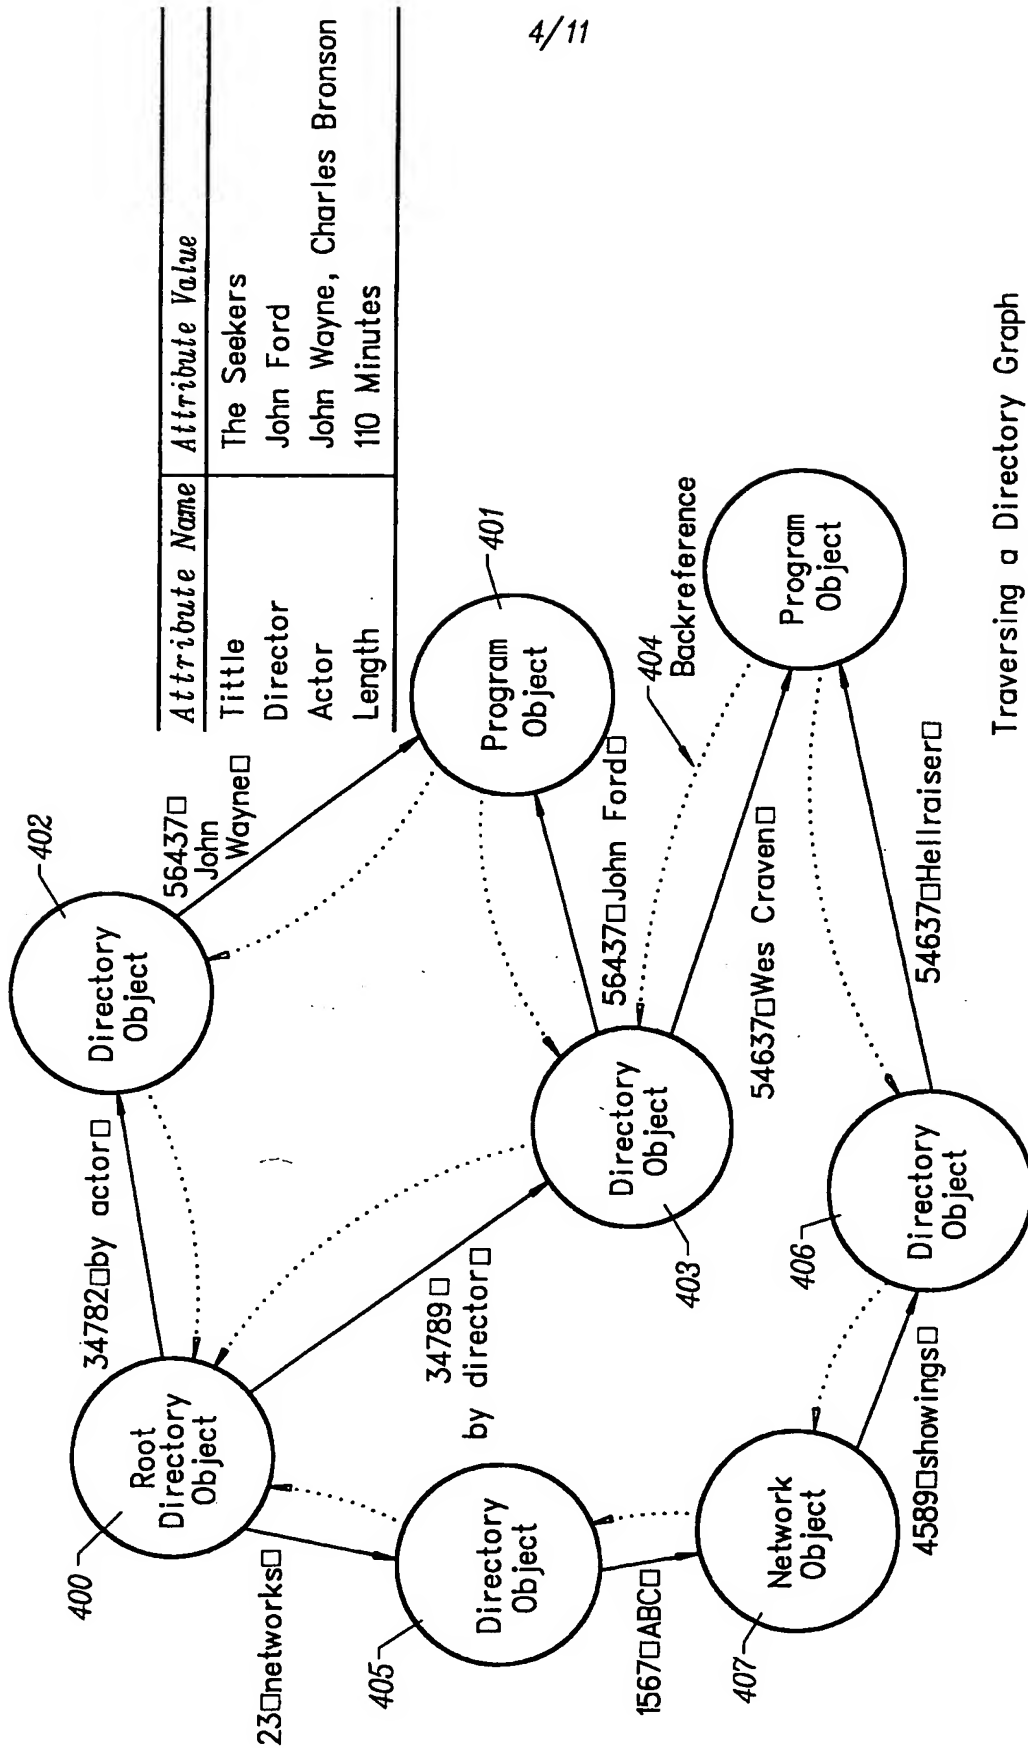 4/11
Attribute Name Attribute Value
Tittle The Seekers
Director John Ford
Actor John Wayne, Charles Bronson
Length 110 Minutes
400
Root
Directory
Object
34782□by actor□
402
Directory
Object
56437□
John
Wayne□
401
Program
Object
23□networks□
34789□
by director□
403
Directory
Object
56437□John Ford□
404
Backreference
54637□Wes Craven□
Program
Object
405
Directory
Object
1567□ABC□
407
Network
Object
4589□showings□
406
Directory
Object
54637□Hellraiser□
Traversing a Directory Graph